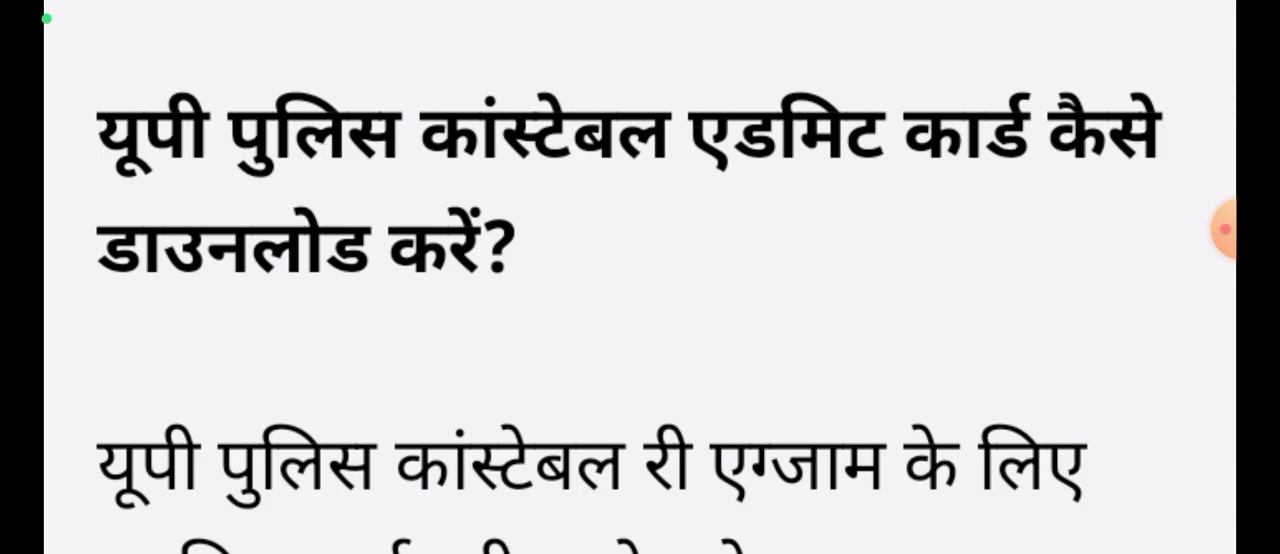 यूपी पुलिस कांस्टेबल एडमिट कार्ड कैसे
डाउनलोड करें?
यूपी पुलिस कांस्टेबल री एग्जाम के लिए